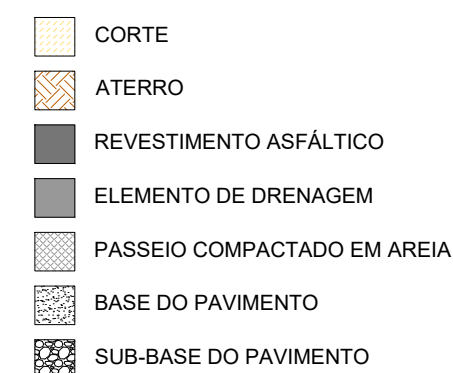 CORTE
ATERRO
REVESTIMENTO ASFÁLTICO
ELEMENTO DE DRENAGEM
PASSEIO COMPACTADO EM AREIA
BASE DO PAVIMENTO
SUB-BASE DO PAVIMENTO